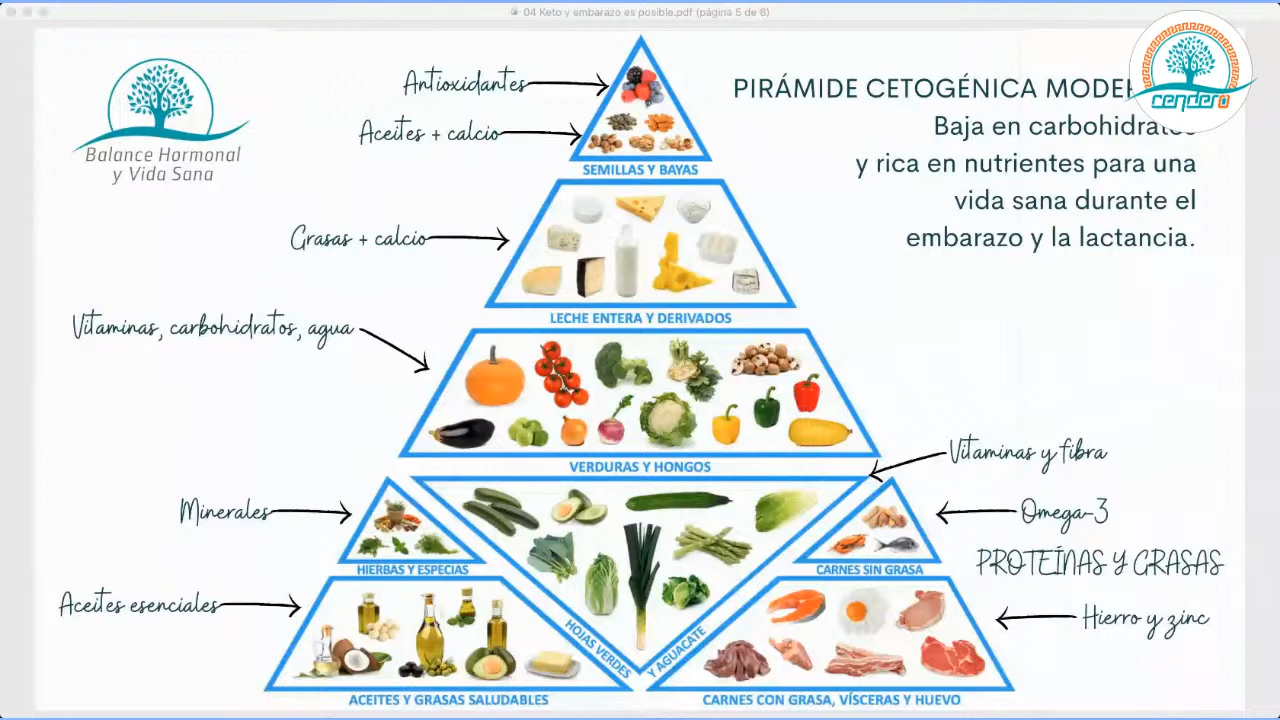 04 Keto y embarazo es posible.pdf (página 5 de 6)
Balance Hormonal
y Vida Sana
cendero
PIRÁMIDE CETOGÉNICA
Baja en carbohidratos
y rica en nutrientes para una
vida sana durante el
embarazo y la lactancia.
Antioxidantes
Aceites + calcio
SEMILLAS Y BAYAS
Grasas + calcio
LECHE ENTERA Y DERIVADOS
Vitaminas, carbohidratos, agua
VERDURAS Y HONGOS
Vitaminas y fibra
Minerales
HIERBAS Y ESPECIAS
Omega-3
CARNES SIN GRASA
PROTEÍNAS Y GRASAS
Aceites esenciales
HOJAS VERDES
Y AGUACATE
Hierro y zinc
ACEITES Y GRASAS SALUDABLES
CARNES CON GRASA, VÍSCERAS Y HUEVO